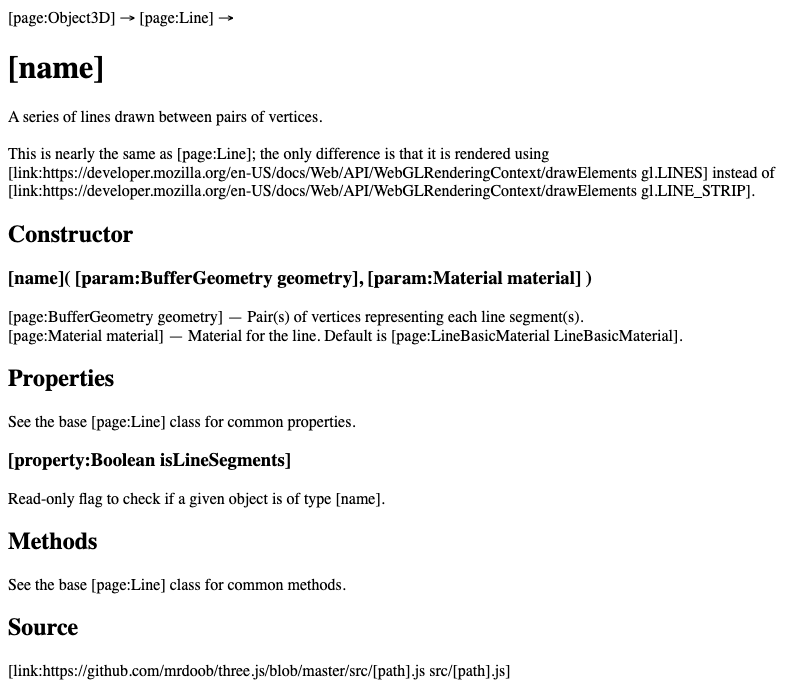 [page:Object3D] → [page:Line] →
[name]
A series of lines drawn between pairs of vertices.
This is nearly the same as [page:Line]; the only difference is that it is rendered using
[link:https://developer.mozilla.org/en-US/docs/Web/API/WebGLRenderingContext/drawElements gl.LINES] instead of
[link:https://developer.mozilla.org/en-US/docs/Web/API/WebGLRenderingContext/drawElements gl.LINE_STRIP].
Constructor
[name]( [param:BufferGeometry geometry], [param:Material material] )
[page:BufferGeometry geometry] — Pair(s) of vertices representing each line segment(s).
[page:Material material] — Material for the line. Default is [page:LineBasicMaterial LineBasicMaterial].
Properties
See the base [page:Line] class for common properties.
[property:Boolean isLineSegments]
Read-only flag to check if a given object is of type [name].
Methods
See the base [page:Line] class for common methods.
Source
[link:https://github.com/mrdoob/three.js/blob/master/src/[path].js src/[path].js]